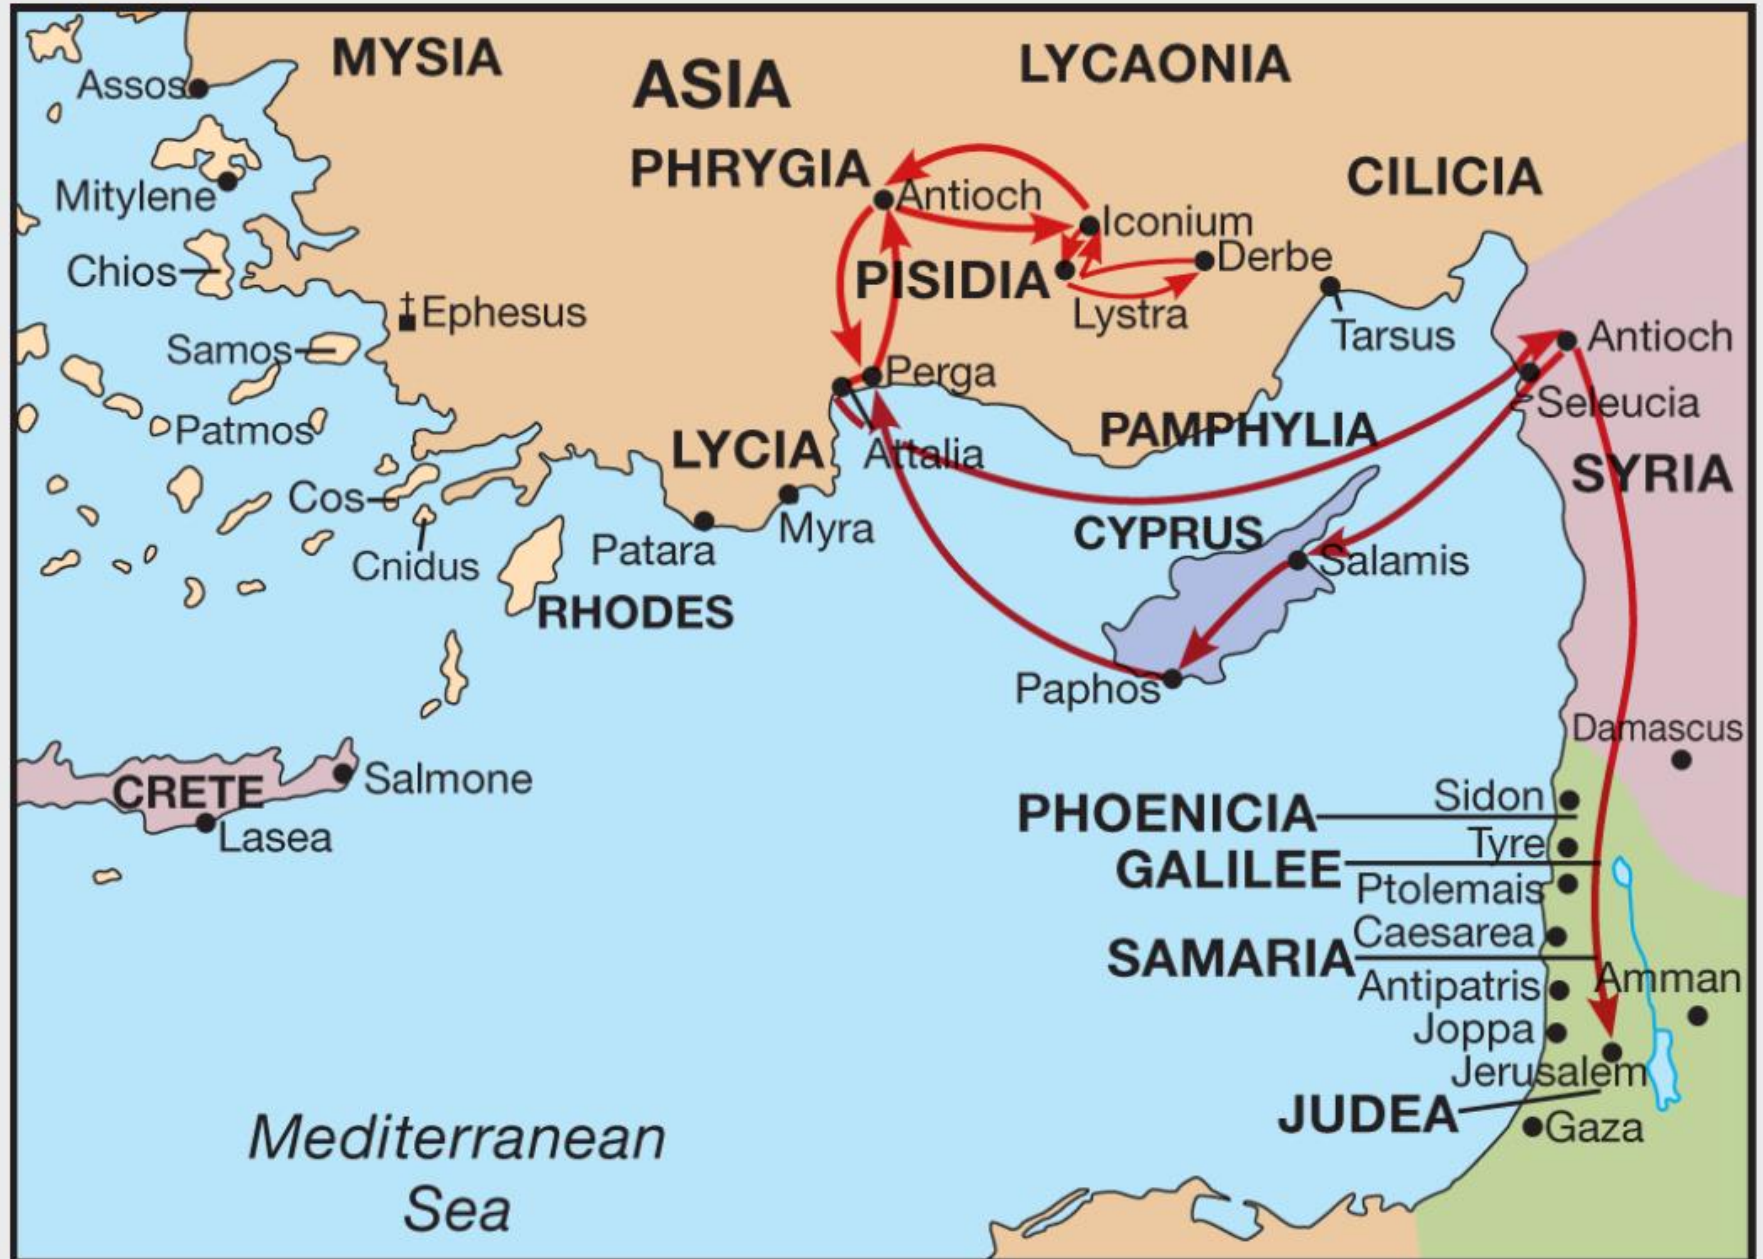 MYSIA
ASIA
LYCAONIA
Assos
PHRYGIA
CILICIA
Mitylene
Antioch
Iconium
Chios
Derbe
PISIDIA
Ephesus
Lystra
Tarsus
Antioch
Samos
Perga
Seleucia
Patmos
PAMPHYLIA
LYCIA
Attalia
SYRIA
Cos
Myra
CYPRUS
Patara
Cnidus
Salamis
RHODES
Paphos
Damascus
Salmone
CRETE
Lasea
Sidon
PHOENICIA
Tyre
GALILEE
Ptolemais
Caesarea
SAMARIA
Amman
Antipatris
Joppa
Jerusalem
JUDEA
Gaza
Mediterranean
Sea